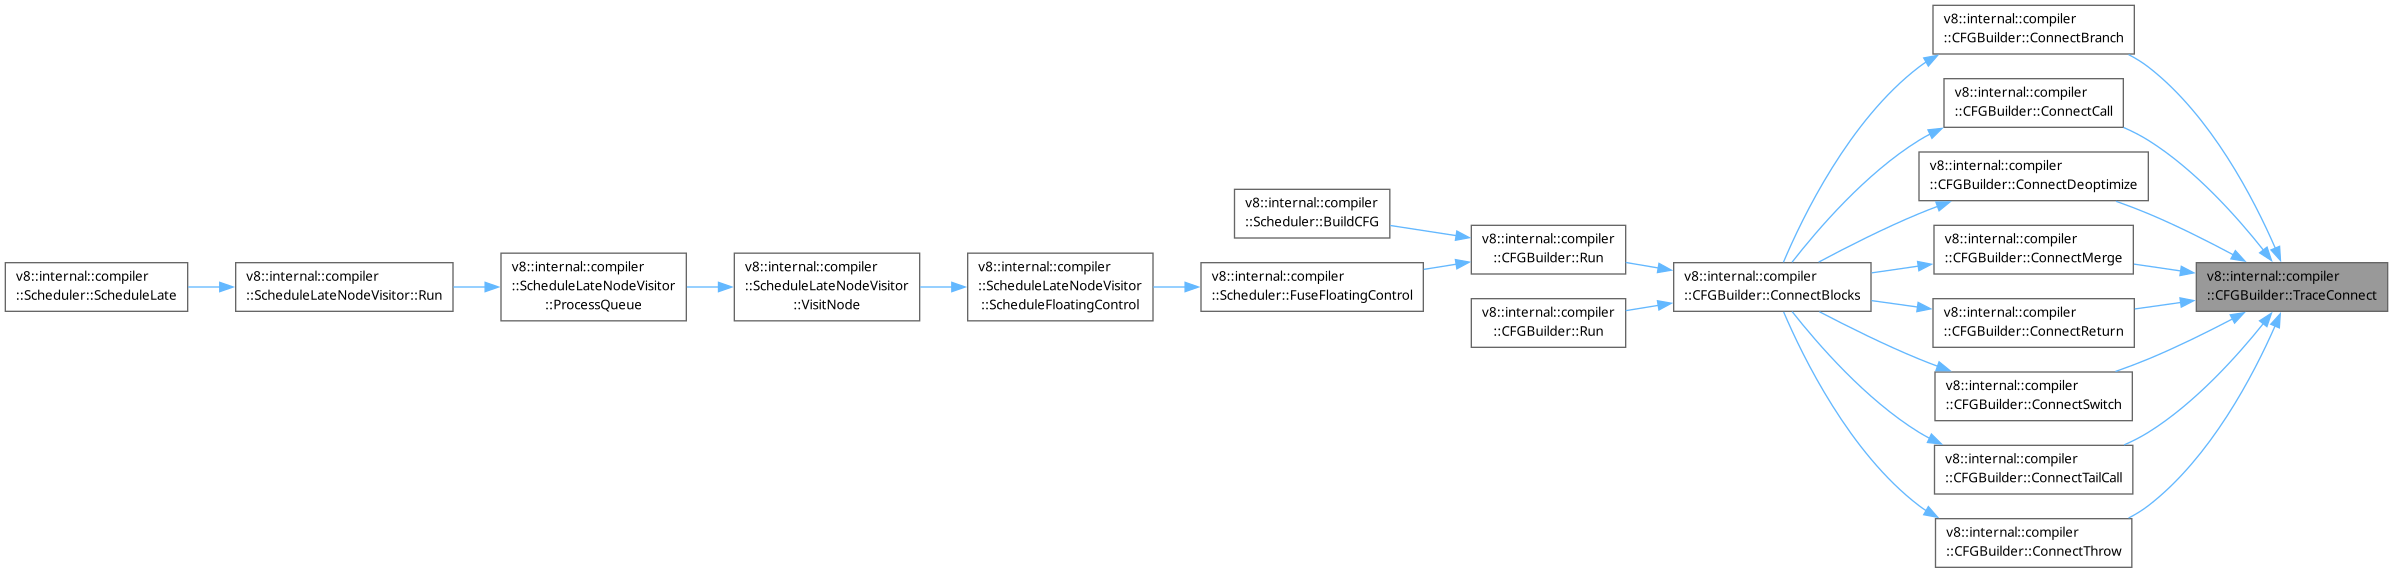 v8::internal::compiler
::Scheduler::ScheduleLate
v8::internal::compiler
::ScheduleLateNodeVisitor::Run
v8::internal::compiler
::ScheduleLateNodeVisitor
::ProcessQueue
v8::internal::compiler
::ScheduleLateNodeVisitor
::VisitNode
v8::internal::compiler
::ScheduleLateNodeVisitor
::ScheduleFloatingControl
v8::internal::compiler
::Scheduler::BuildCFG
v8::internal::compiler
::Scheduler::FuseFloatingControl
v8::internal::compiler
::CFGBuilder::Run
v8::internal::compiler
::CFGBuilder::Run
v8::internal::compiler
::CFGBuilder::ConnectBlocks
v8::internal::compiler
::CFGBuilder::ConnectBranch
v8::internal::compiler
::CFGBuilder::ConnectCall
v8::internal::compiler
::CFGBuilder::ConnectDeoptimize
v8::internal::compiler
::CFGBuilder::ConnectMerge
v8::internal::compiler
::CFGBuilder::ConnectReturn
v8::internal::compiler
::CFGBuilder::ConnectSwitch
v8::internal::compiler
::CFGBuilder::ConnectTailCall
v8::internal::compiler
::CFGBuilder::ConnectThrow
v8::internal::compiler
::CFGBuilder::TraceConnect